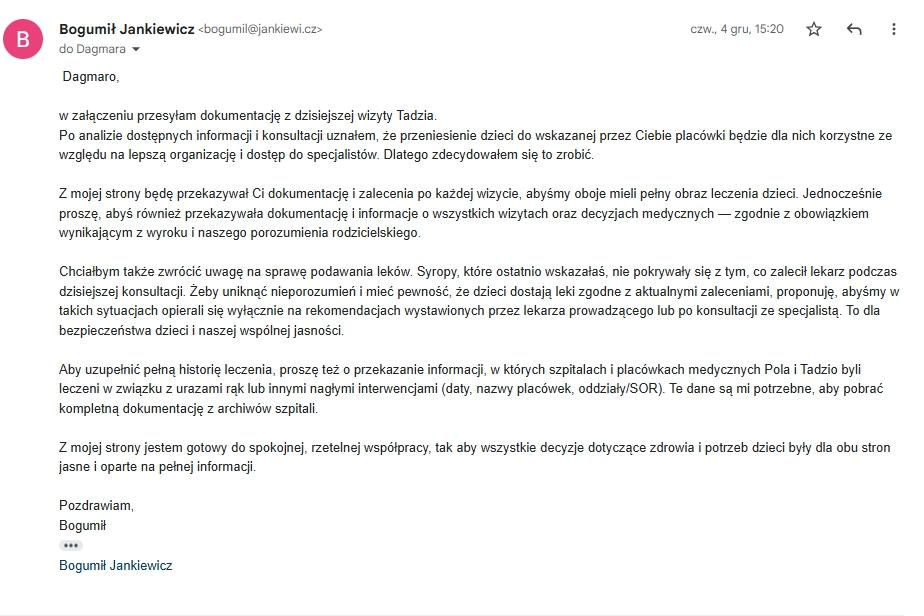 B
Bogumił Jankiewicz <bogumil@jankiewi.cz>
czw., 4 gru, 15:20
do Dagmara
Dagmaro,
w załączeniu przesyłam dokumentację z dzisiejszej wizyty Tadzia.
Po analizie dostępnych informacji i konsultacji uznałem, że przeniesienie dzieci do wskazanej przez Ciebie placówki będzie dla nich korzystne ze
względu na lepszą organizację i dostęp do specjalistów. Dlatego zdecydowałem się to zrobić.
Z mojej strony będę przekazywał Ci dokumentację i zalecenia po każdej wizycie, abyśmy oboje mieli pełny obraz leczenia dzieci. Jednocześnie
proszę, abyś również przekazywała dokumentację i informacje o wszystkich wizytach oraz decyzjach medycznych — zgodnie z obowiązkiem
wynikającym z wyroku i naszego porozumienia rodzicielskiego.
Chciałbym także zwrócić uwagę na sprawę podawania leków. Syropy, które ostatnio wskazałaś, nie pokrywały się z tym, co zalecił lekarz podczas
dzisiejszej konsultacji. Żeby uniknąć nieporozumień i mieć pewność, że dzieci dostają leki zgodne z aktualnymi zaleceniami, proponuję, abyśmy w
takich sytuacjach opierali się wyłącznie na rekomendacjach wystawionych przez lekarza prowadzącego lub po konsultacji ze specjalistą. To dla
bezpieczeństwa dzieci i naszej wspólnej jasności.
Aby uzupełnić pełną historię leczenia, proszę też o przekazanie informacji, w których szpitalach i placówkach medycznych Pola i Tadzio byli
leczeni w związku z urazami rąk lub innymi nagłymi interwencjami (daty, nazwy placówek, oddziały/SOR). Te dane są mi potrzebne, aby pobrać
kompletną dokumentację z archiwów szpitali.
Z mojej strony jestem gotowy do spokojnej, rzetelnej współpracy, tak aby wszystkie decyzje dotyczące zdrowia i potrzeb dzieci były dla obu stron
jasne i oparte na pełnej informacji.
Pozdrawiam,
Bogumił
Bogumił Jankiewicz